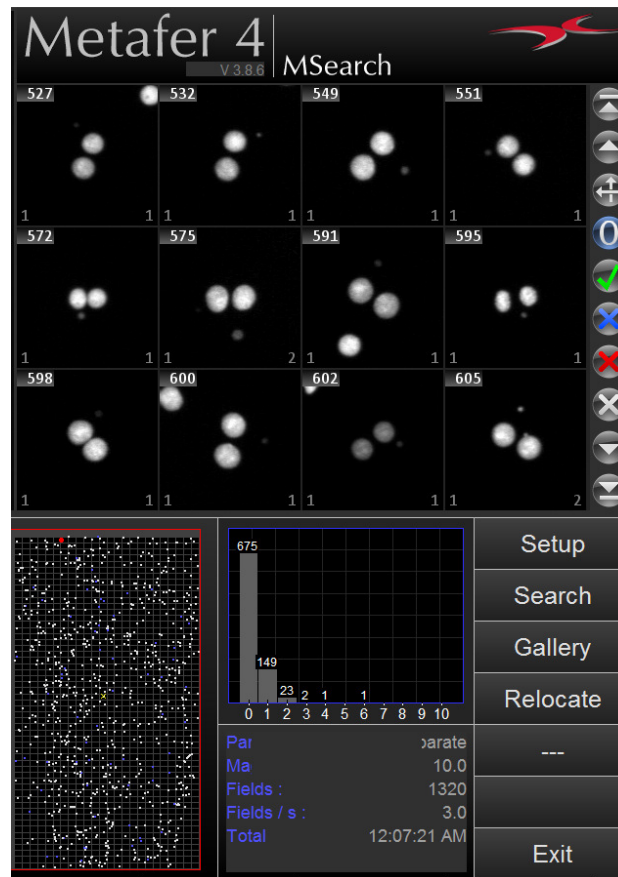 Metafer 4
V 3.8.6
MSearch
527 532 549 551
1 1 1 1 1 1 1 1
572 575 591 595
1 1 1 2 1 1 1 1
598 600 602 605
1 1 1 1 1 1 1 2
0
675
149
23 2 1 1
0 1 2 3 4 5 6 7 8 9 10
10.0
Fields : 1320
Fields / s : 3.0
Total 12:07:21 AM
Setup
Search
Gallery
Relocate
---
Exit